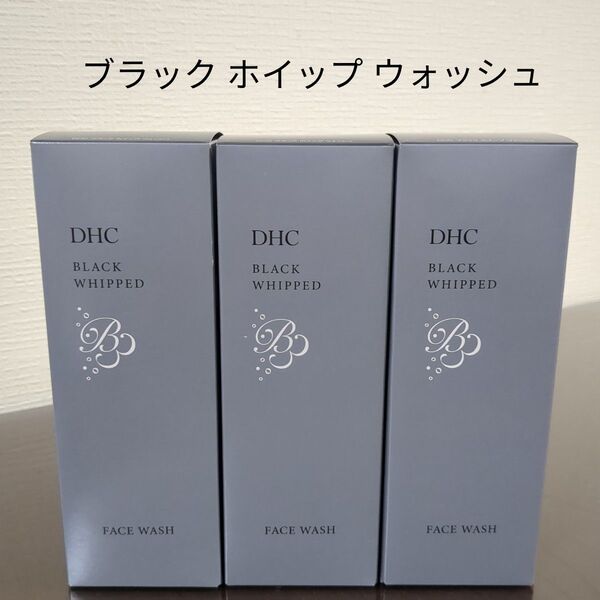 ブラック ホイップ ウォッシュ
DHC
BLACK
WHIPPED
B
FACE WASH
DHC
BLACK
WHIPPED
B
FACE WASH
DHC
BLACK
WHIPPED
B
FACE WASH